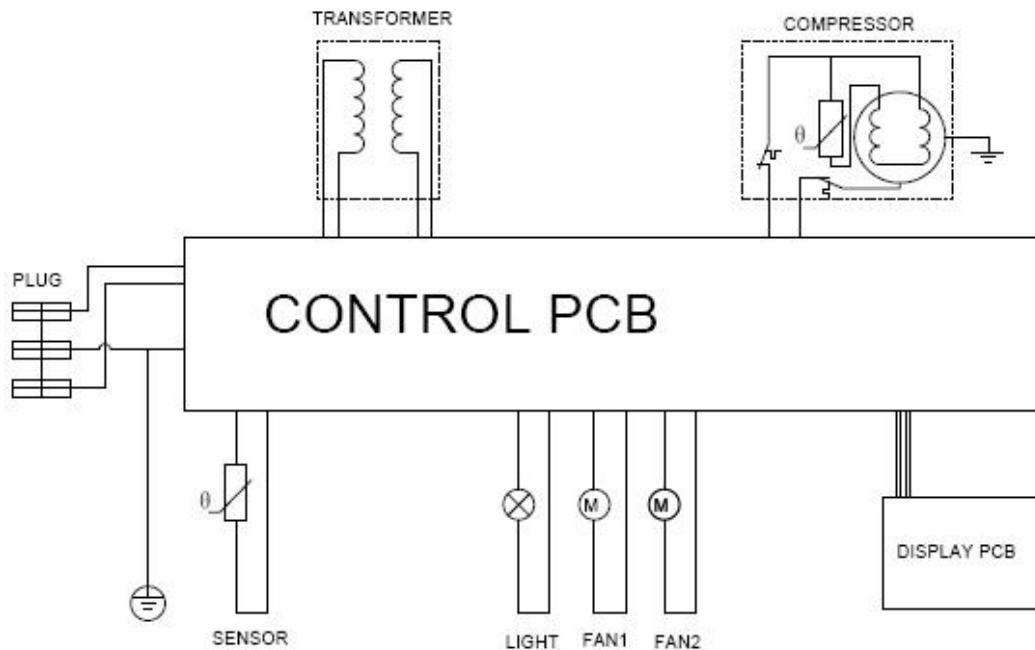 TRANSFORMER
COMPRESSOR
θ
PLUG
CONTROL PCB
θ
M
M
DISPLAY PCB
SENSOR
LIGHT
FAN1
FAN2